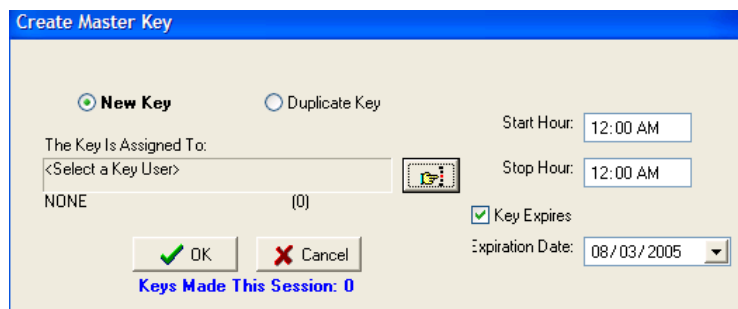 Create Master Key
New Key
Duplicate Key
The Key Is Assigned To:
<Select a Key User>
NONE (0)
OK
Cancel
Keys Made This Session: 0
Start Hour: 12:00 AM
Stop Hour: 12:00 AM
Key Expires
Expiration Date: 08/03/2005